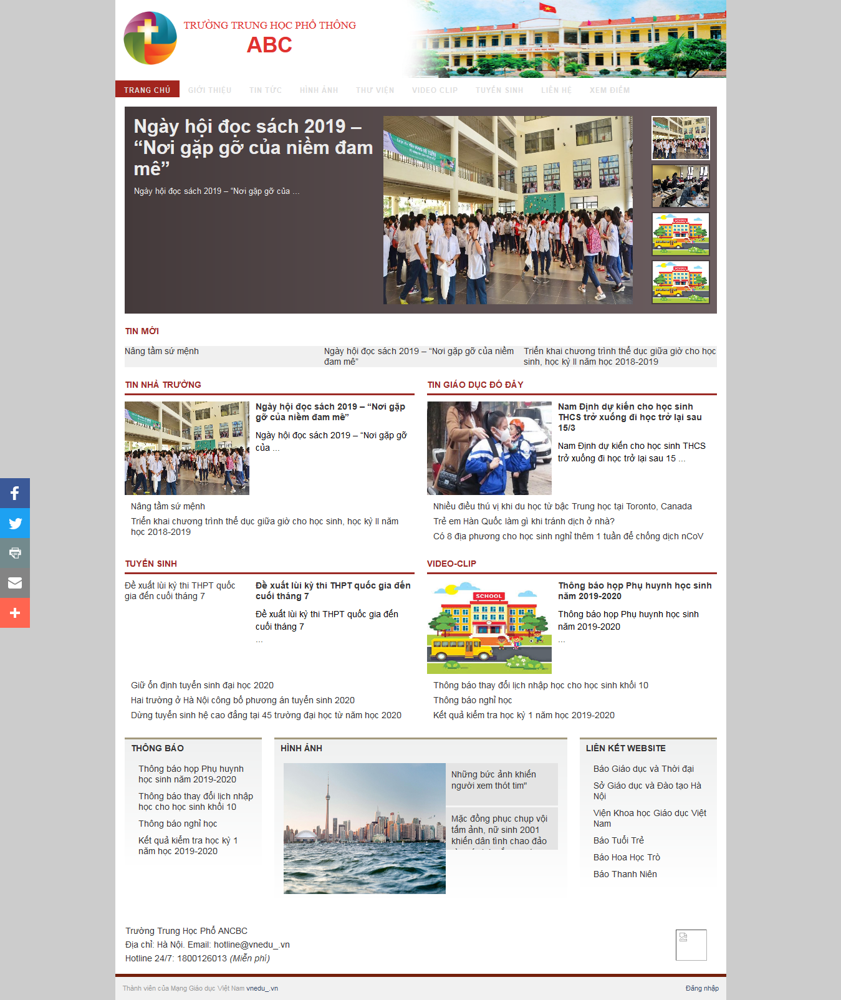 TRƯỜNG TRUNG HỌC PHỔ THÔNG
ABC
TRANG CHỦ GIỚI THIỆU TIN TỨC HÌNH ẢNH THƯ VIỆN VIDEO CLIP TUYỂN SINH LIÊN HỆ XEM ĐIỂM
Ngày hội đọc sách 2019 –
“Nơi gặp gỡ của niềm đam
mê”
Ngày hội đọc sách 2019 – “Nơi gặp gỡ của ...
TIN MỚI
Nâng tầm sứ mệnh
Ngày hội đọc sách 2019 – “Nơi gặp gỡ của niềm
đam mê”
Triển khai chương trình thể dục giữa giờ cho học
sinh, học kỳ II năm học 2018-2019
TIN NHÀ TRƯỜNG
Ngày hội đọc sách 2019 – “Nơi gặp
gỡ của niềm đam mê”
Ngày hội đọc sách 2019 – “Nơi gặp gỡ
của ...
Nâng tầm sứ mệnh
Triển khai chương trình thể dục giữa giờ cho học sinh, học kỳ II năm
học 2018-2019
TIN GIÁO DỤC ĐÓ ĐÂY
Nam Định dự kiến cho học sinh
THCS trở xuống đi học trở lại sau
15/3
Nam Định dự kiến cho học sinh THCS
trở xuống đi học trở lại sau 15 ...
Nhiều điều thú vị khi du học từ bậc Trung học tại Toronto, Canada
Trẻ em Hàn Quốc làm gì khi tránh dịch ở nhà?
Có 8 địa phương cho học sinh nghỉ thêm 1 tuần để chống dịch nCoV
TUYỂN SINH
Đề xuất lùi kỳ thi THPT quốc
gia đến cuối tháng 7
Đề xuất lùi kỳ thi THPT quốc gia đến
cuối tháng 7
Đề xuất lùi kỳ thi THPT quốc gia đến
cuối tháng 7
...
Giữ ổn định tuyển sinh đại học 2020
Hai trường ở Hà Nội công bố phương án tuyển sinh 2020
Dừng tuyển sinh hệ cao đẳng tại 45 trường đại học từ năm học 2020
VIDEO-CLIP
SCHOOL
Thông báo họp Phụ huynh học sinh
năm 2019-2020
Thông báo họp Phụ huynh học sinh
năm 2019-2020
...
Thông báo thay đổi lịch nhập học cho học sinh khối 10
Thông báo nghỉ học
Kết quả kiểm tra học kỳ 1 năm học 2019-2020
THÔNG BÁO
Thông báo họp Phụ huynh
học sinh năm 2019-2020
Thông báo thay đổi lịch nhập
học cho học sinh khối 10
Thông báo nghỉ học
Kết quả kiểm tra học kỳ 1
năm học 2019-2020
HÌNH ẢNH
Những bức ảnh khiến
người xem thót tim"
Mặc đồng phục chụp vội
tấm ảnh, nữ sinh 2001
khiến dân tình chao đảo
LIÊN KẾT WEBSITE
Báo Giáo dục và Thời đại
Sở Giáo dục và Đào tạo Hà
Nội
Viện Khoa học Giáo dục Việt
Nam
Báo Tuổi Trẻ
Báo Hoa Học Trò
Báo Thanh Niên
Trường Trung Học Phổ ANCBC
Địa chỉ: Hà Nội. Email: hotline@vnedu_.vn
Hotline 24/7: 1800126013 (Miễn phí)
Thành viên của Mạng Giáo dục Việt Nam vnedu_.vn
Đăng nhập